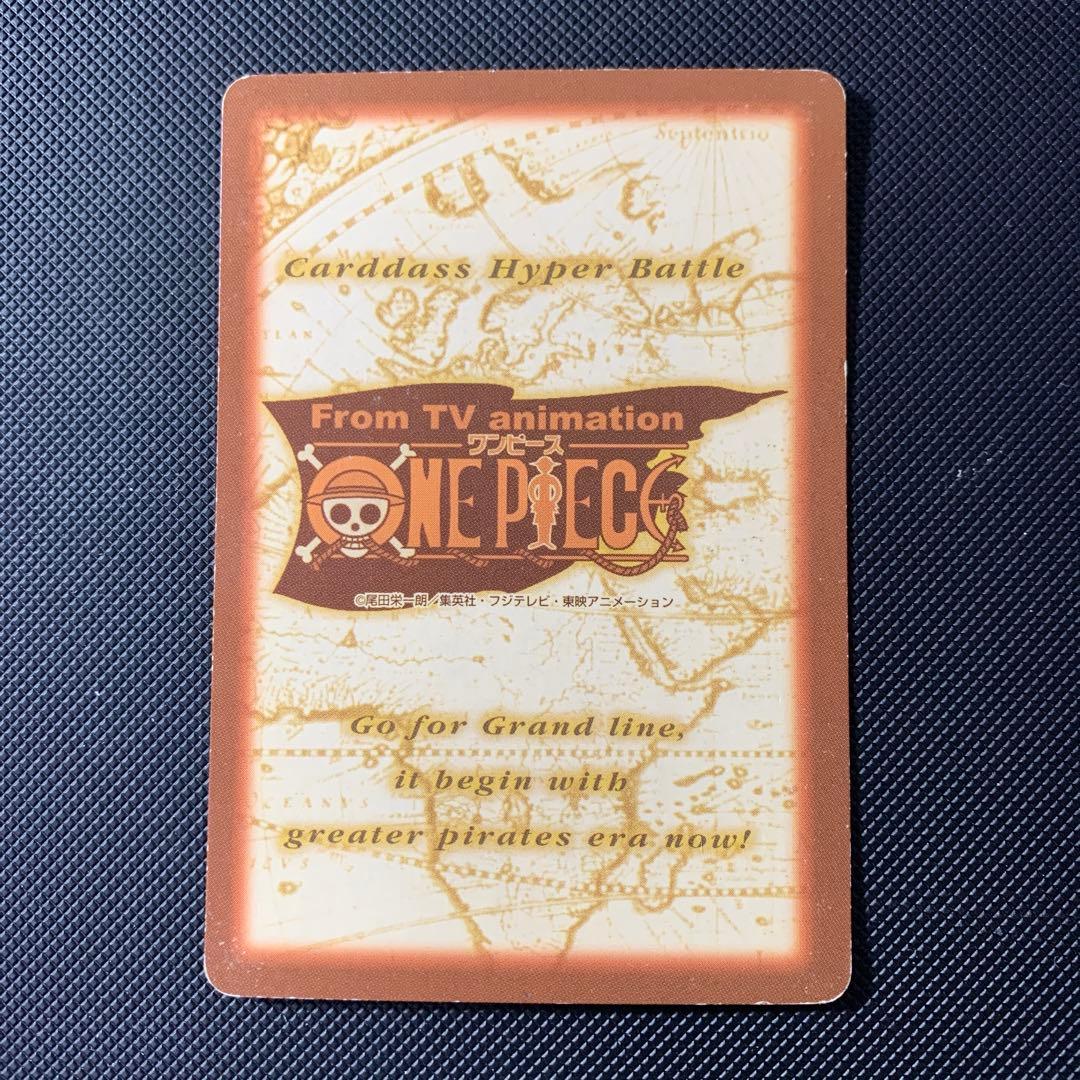 Septentrio
Carddass Hyper Battle
TLAN
From TV animation
ワンピース
ONE PIECE
©尾田栄一朗／集英社・フジテレビ・東映アニメーション
Go for Grand line,
it begin with
CEANVS
greater pirates era now!